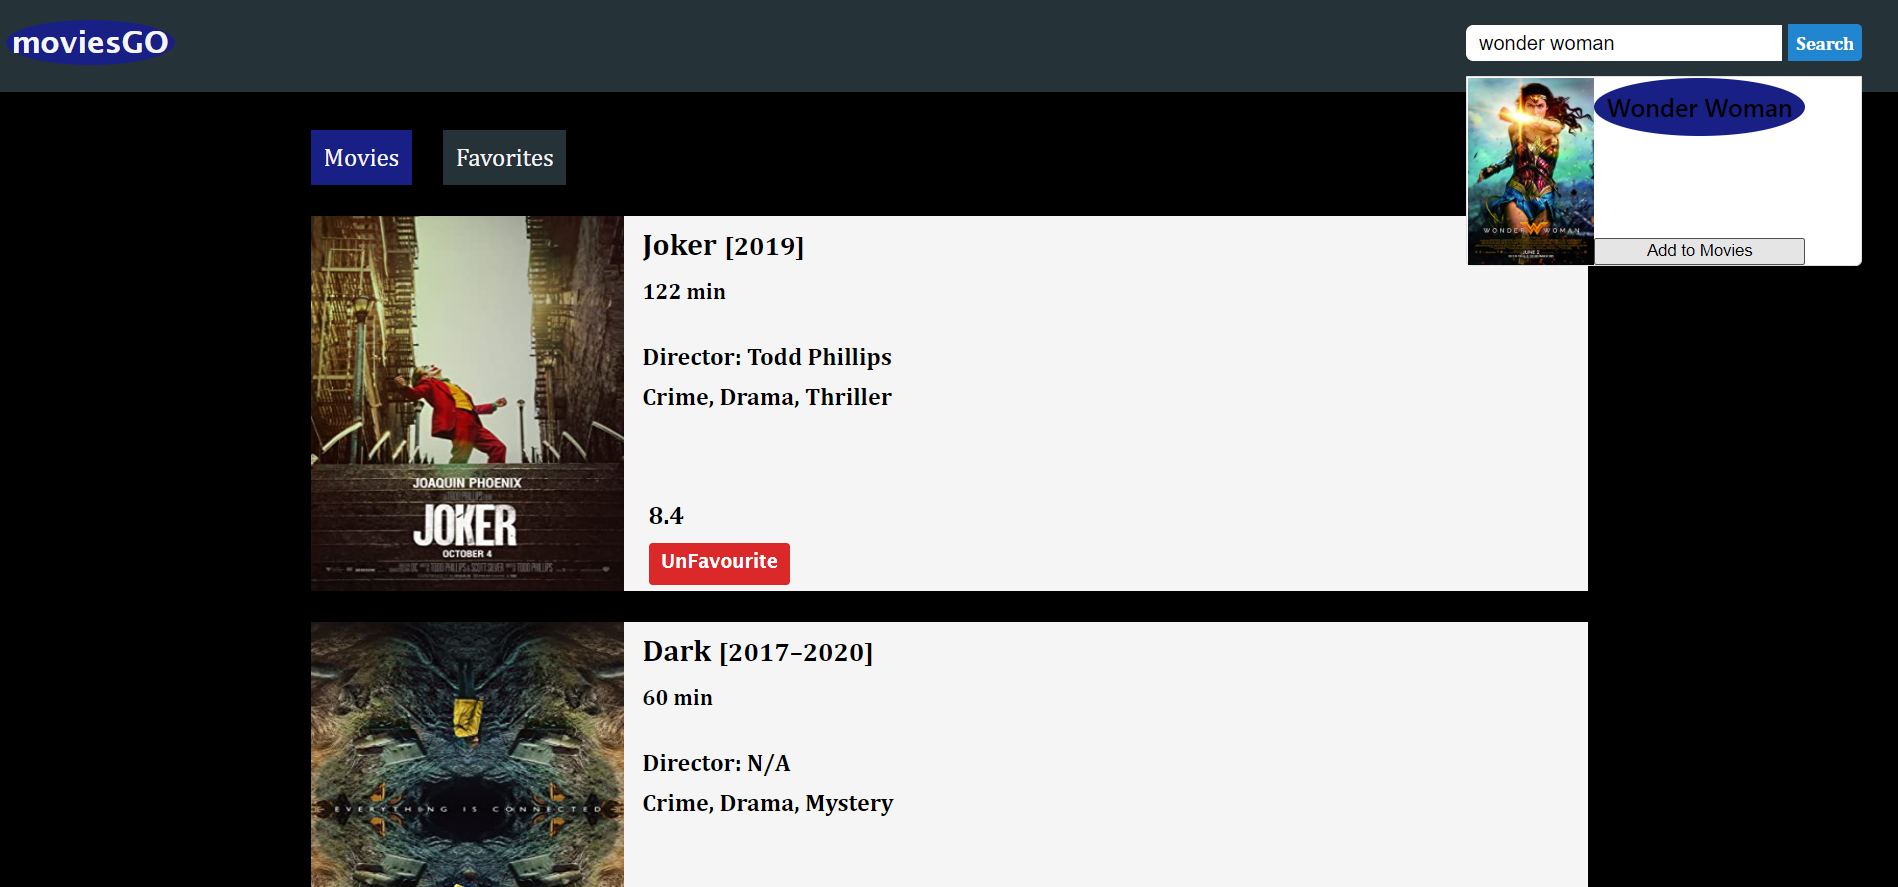 moviesGO
wonder woman
Search
Wonder Woman
WONDER WOMAN
JUNE 2
Add to Movies
Movies
Favorites
Joker [2019]
122 min
Director: Todd Phillips
Crime, Drama, Thriller
8.4
UnFavourite
JOAQUIN PHOENIX
JOKER
OCTOBER 4
Dark [2017–2020]
60 min
Director: N/A
Crime, Drama, Mystery
EVERYTHING IS CONNECTED